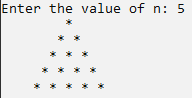 Enter the value of n: 5
        *
       * *
      * * *
     * * * *
    * * * * *